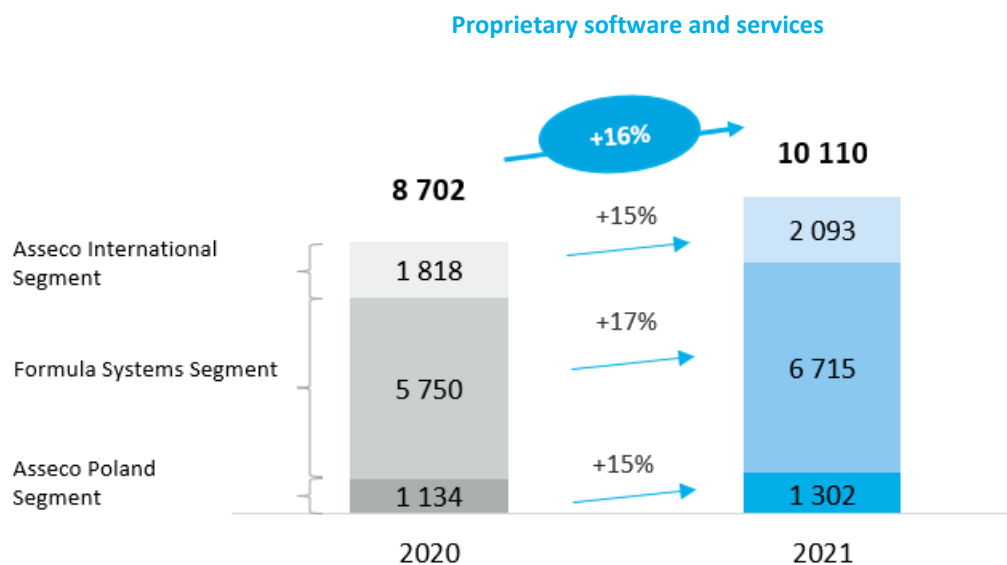 Proprietary software and services
+16%
10 110
8 702
+15%
2 093
Asseco International
Segment
1 818
+17%
Formula Systems Segment
5 750
6 715
+15%
Asseco Poland
Segment
1 134
1 302
2020
2021